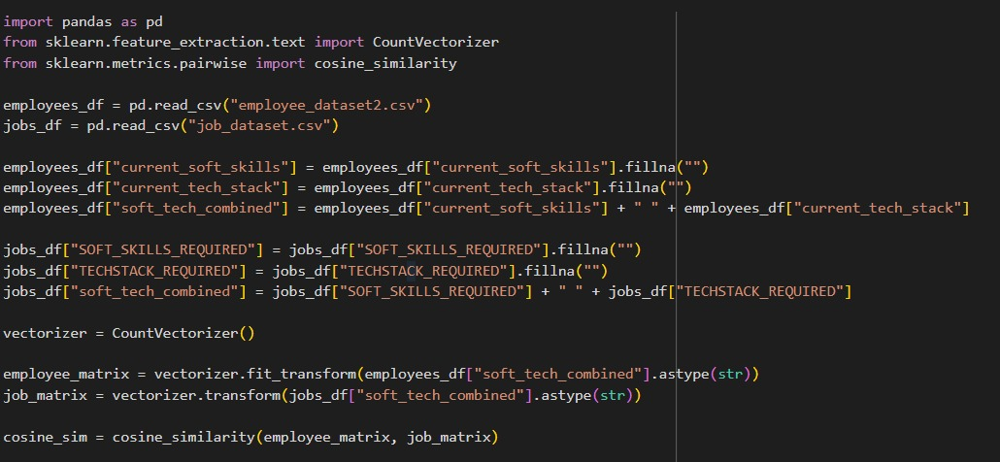 import pandas as pd
from sklearn.feature_extraction.text import CountVectorizer
from sklearn.metrics.pairwise import cosine_similarity
employees_df = pd.read_csv("employee_dataset2.csv")
jobs_df = pd.read_csv("job_dataset.csv")
employees_df["current_soft_skills"] = employees_df["current_soft_skills"].fillna("")
employees_df["current_tech_stack"] = employees_df["current_tech_stack"].fillna("")
employees_df["soft_tech_combined"] = employees_df["current_soft_skills"] + " " + employees_df["current_tech_stack"]
jobs_df["SOFT_SKILLS_REQUIRED"] = jobs_df["SOFT_SKILLS_REQUIRED"].fillna("")
jobs_df["TECHSTACK_REQUIRED"] = jobs_df["TECHSTACK_REQUIRED"].fillna("")
jobs_df["soft_tech_combined"] = jobs_df["SOFT_SKILLS_REQUIRED"] + " " + jobs_df["TECHSTACK_REQUIRED"]
vectorizer = CountVectorizer()
employee_matrix = vectorizer.fit_transform(employees_df["soft_tech_combined"].astype(str))
job_matrix = vectorizer.transform(jobs_df["soft_tech_combined"].astype(str))
cosine_sim = cosine_similarity(employee_matrix, job_matrix)